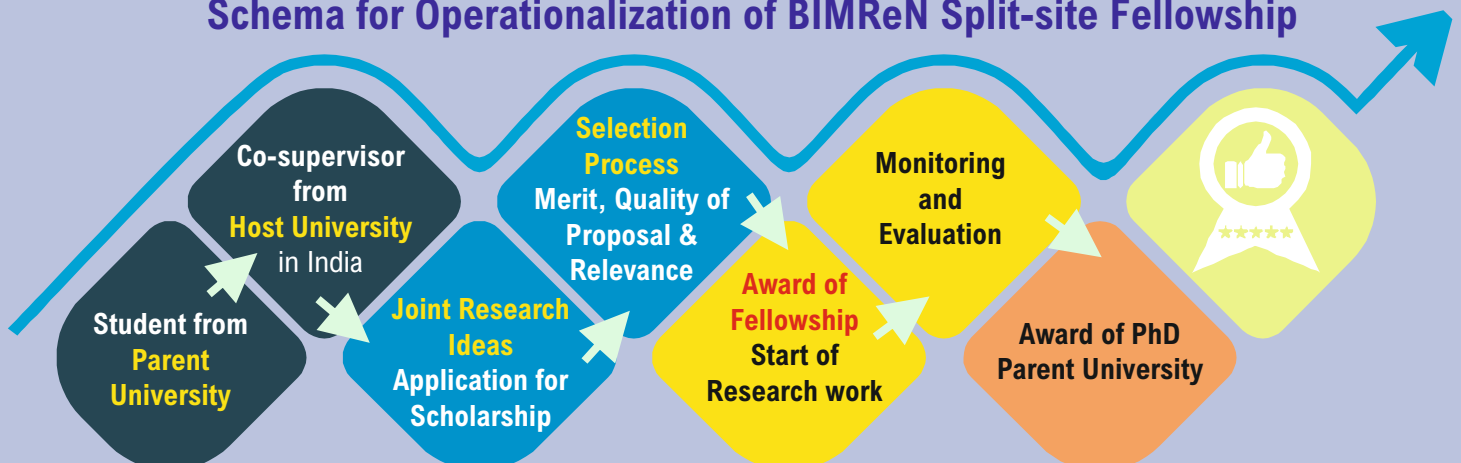 Schema for Operationalization of BIMReN Split-site Fellowship
Student from
Parent
University
Co-supervisor
from
Host University
in India
Joint Research
Ideas
Application for
Scholarship
Selection
Process
Merit, Quality of
Proposal &
Relevance
Award of
Fellowship
Start of
Research work
Monitoring
and
Evaluation
Award of PhD
Parent University